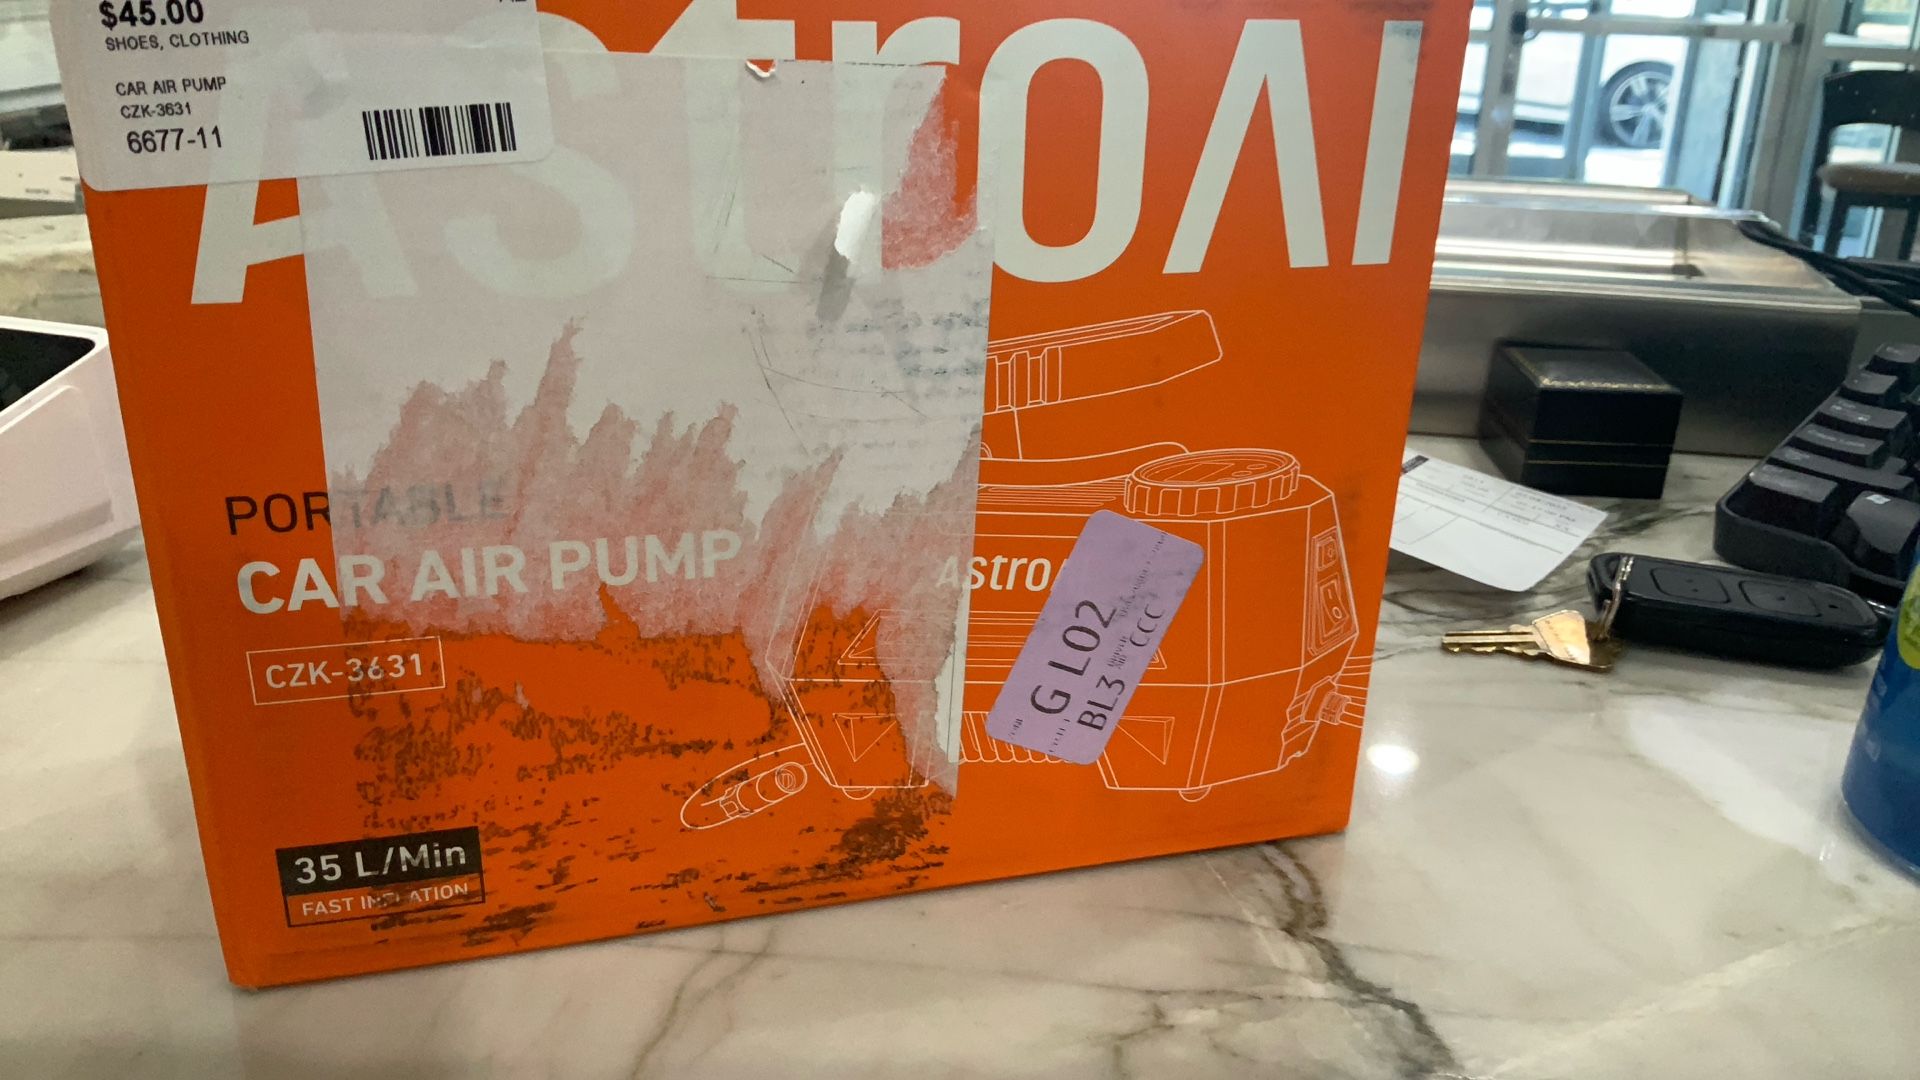 $45.00
SHOES, CLOTHING
CAR AIR PUMP
CZK-3631
6677-11
AstroAI
PORTABLE
CAR AIR PUMP
CZK-3631
Astro
G L02
BL3 CCC
35 L/Min
FAST INFLATION